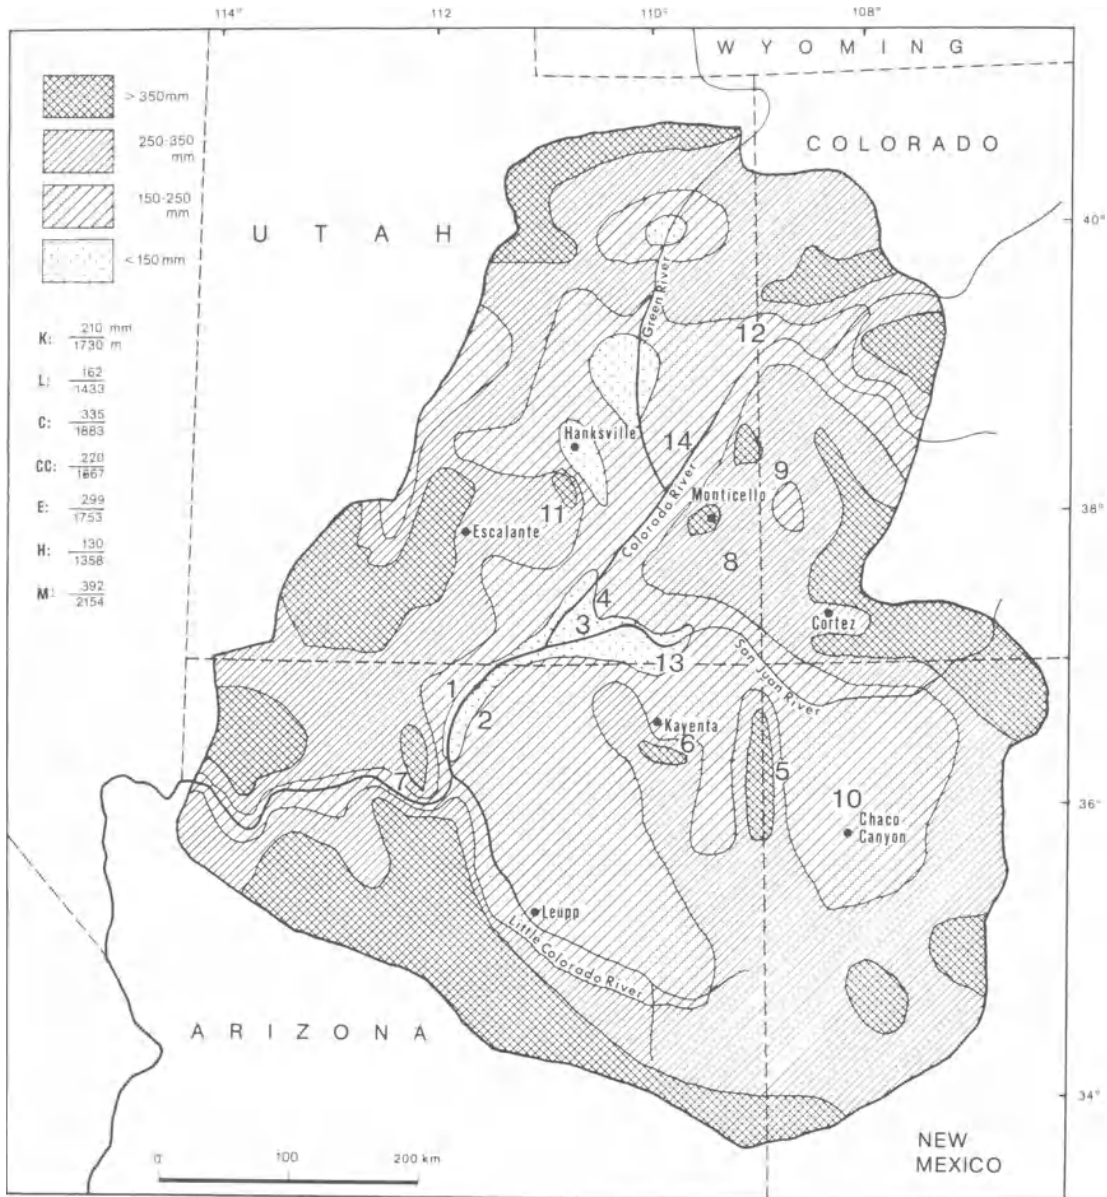 114° 112 110° 108°
W Y O M I N G
> 350mm
COLORADO
250-350
mm
150-250
mm
40°
UTAH
< 150 mm
Green River
K: 210 mm
1730 m
12
L: 162
1433
C: 335
1883
Hanksville
14
CC: 220
1867
9
Monticello
E: 299
1753
11
38°
Escalante
Colorado River
H: 130
1358
8
M: 392
2154
4
Cortez
3
13
San Juan River
1
2
Kayenta
6
5
10
36°
Chaco
Canyon
Leupp
Little Colorado River
ARIZONA
34°
0 100 200 km
NEW
MEXICO